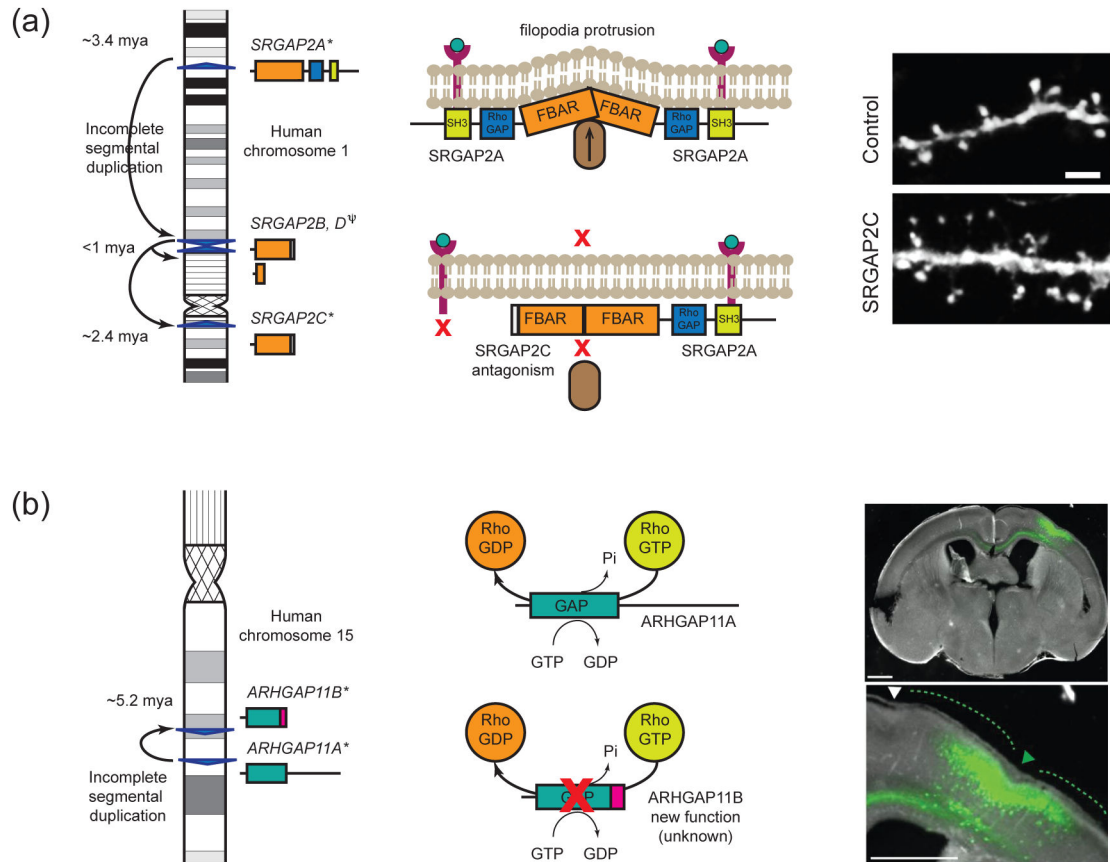 (a)
~3.4 mya
SRGAP2A*
Incomplete
segmental
duplication
Human
chromosome 1
SRGAP2B, Dψ
<1 mya
SRGAP2C*
~2.4 mya
filopodia protrusion
FBAR
FBAR
SH3
Rho
GAP
Rho
GAP
SH3
SRGAP2A
SRGAP2A
X
X
FBAR
FBAR
Rho
GAP
SH3
X
SRGAP2C
antagonism
SRGAP2A
Control
SRGAP2C
(b)
Human
chromosome 15
~5.2 mya
ARHGAP11B*
ARHGAP11A*
Incomplete
segmental
duplication
Rho
GDP
Rho
GTP
Pi
GAP
ARHGAP11A
GTP
GDP
Rho
GDP
Rho
GTP
Pi
GAP
X
ARHGAP11B
new function
(unknown)
GTP
GDP